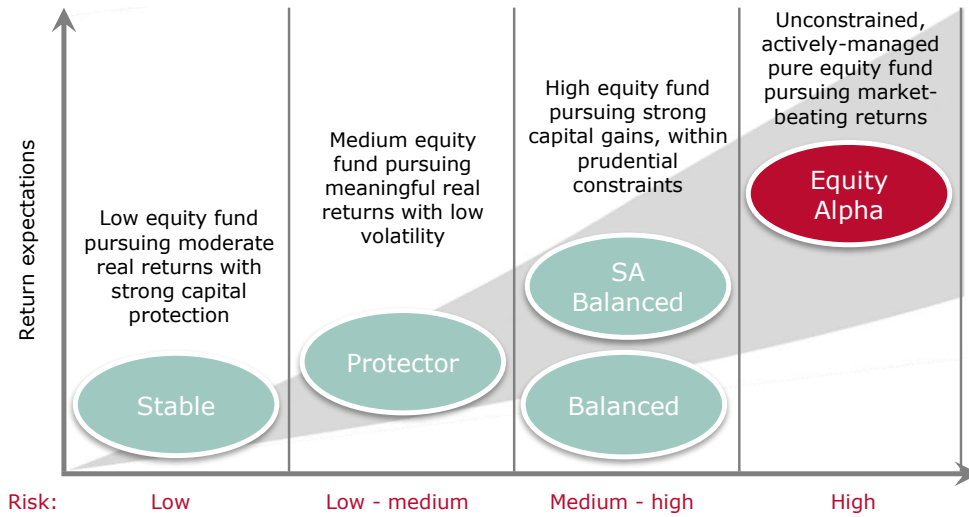 Return expectations
Low equity fund
pursuing moderate
real returns with
strong capital
protection
Stable
Medium equity
fund pursuing
meaningful real
returns with low
volatility
Protector
High equity fund
pursuing strong
capital gains, within
prudential
constraints
SA
Balanced
Balanced
Unconstrained,
actively-managed
pure equity fund
pursuing market-
beating returns
Equity
Alpha
Risk:
Low
Low - medium
Medium - high
High